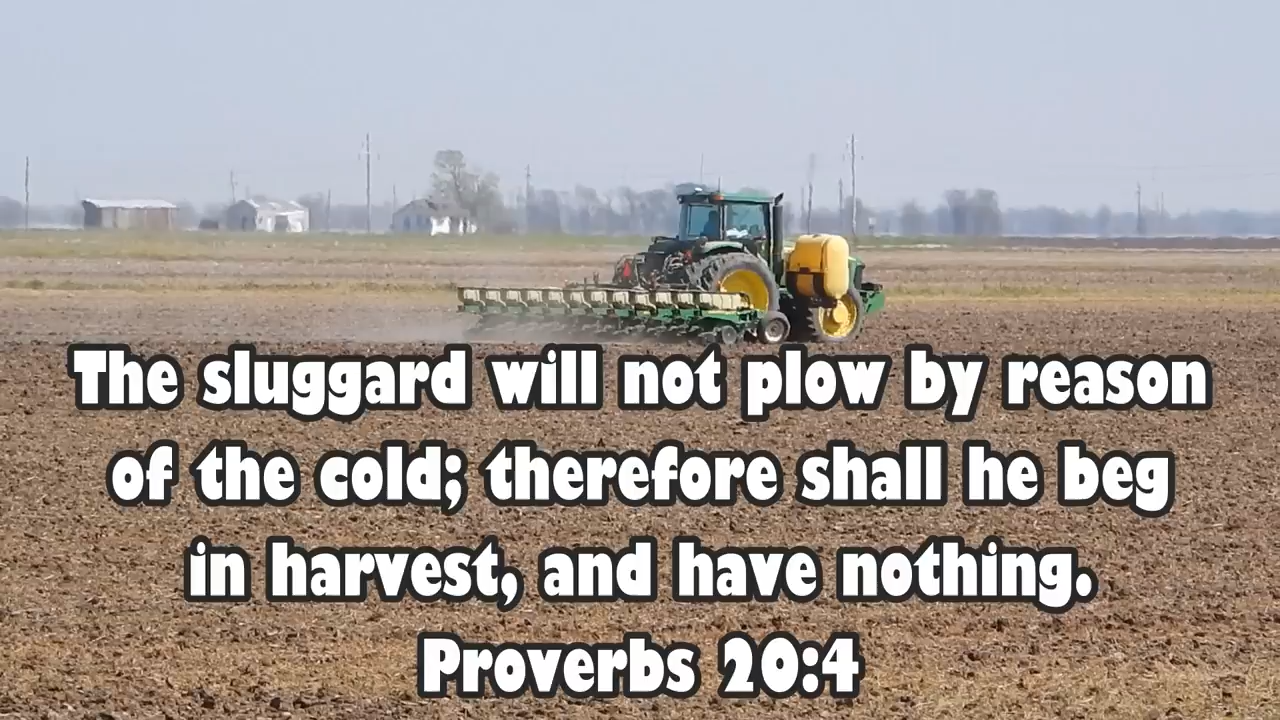 The sluggard will not plow by reason
of the cold; therefore shall he beg
in harvest, and have nothing.
Proverbs 20:4